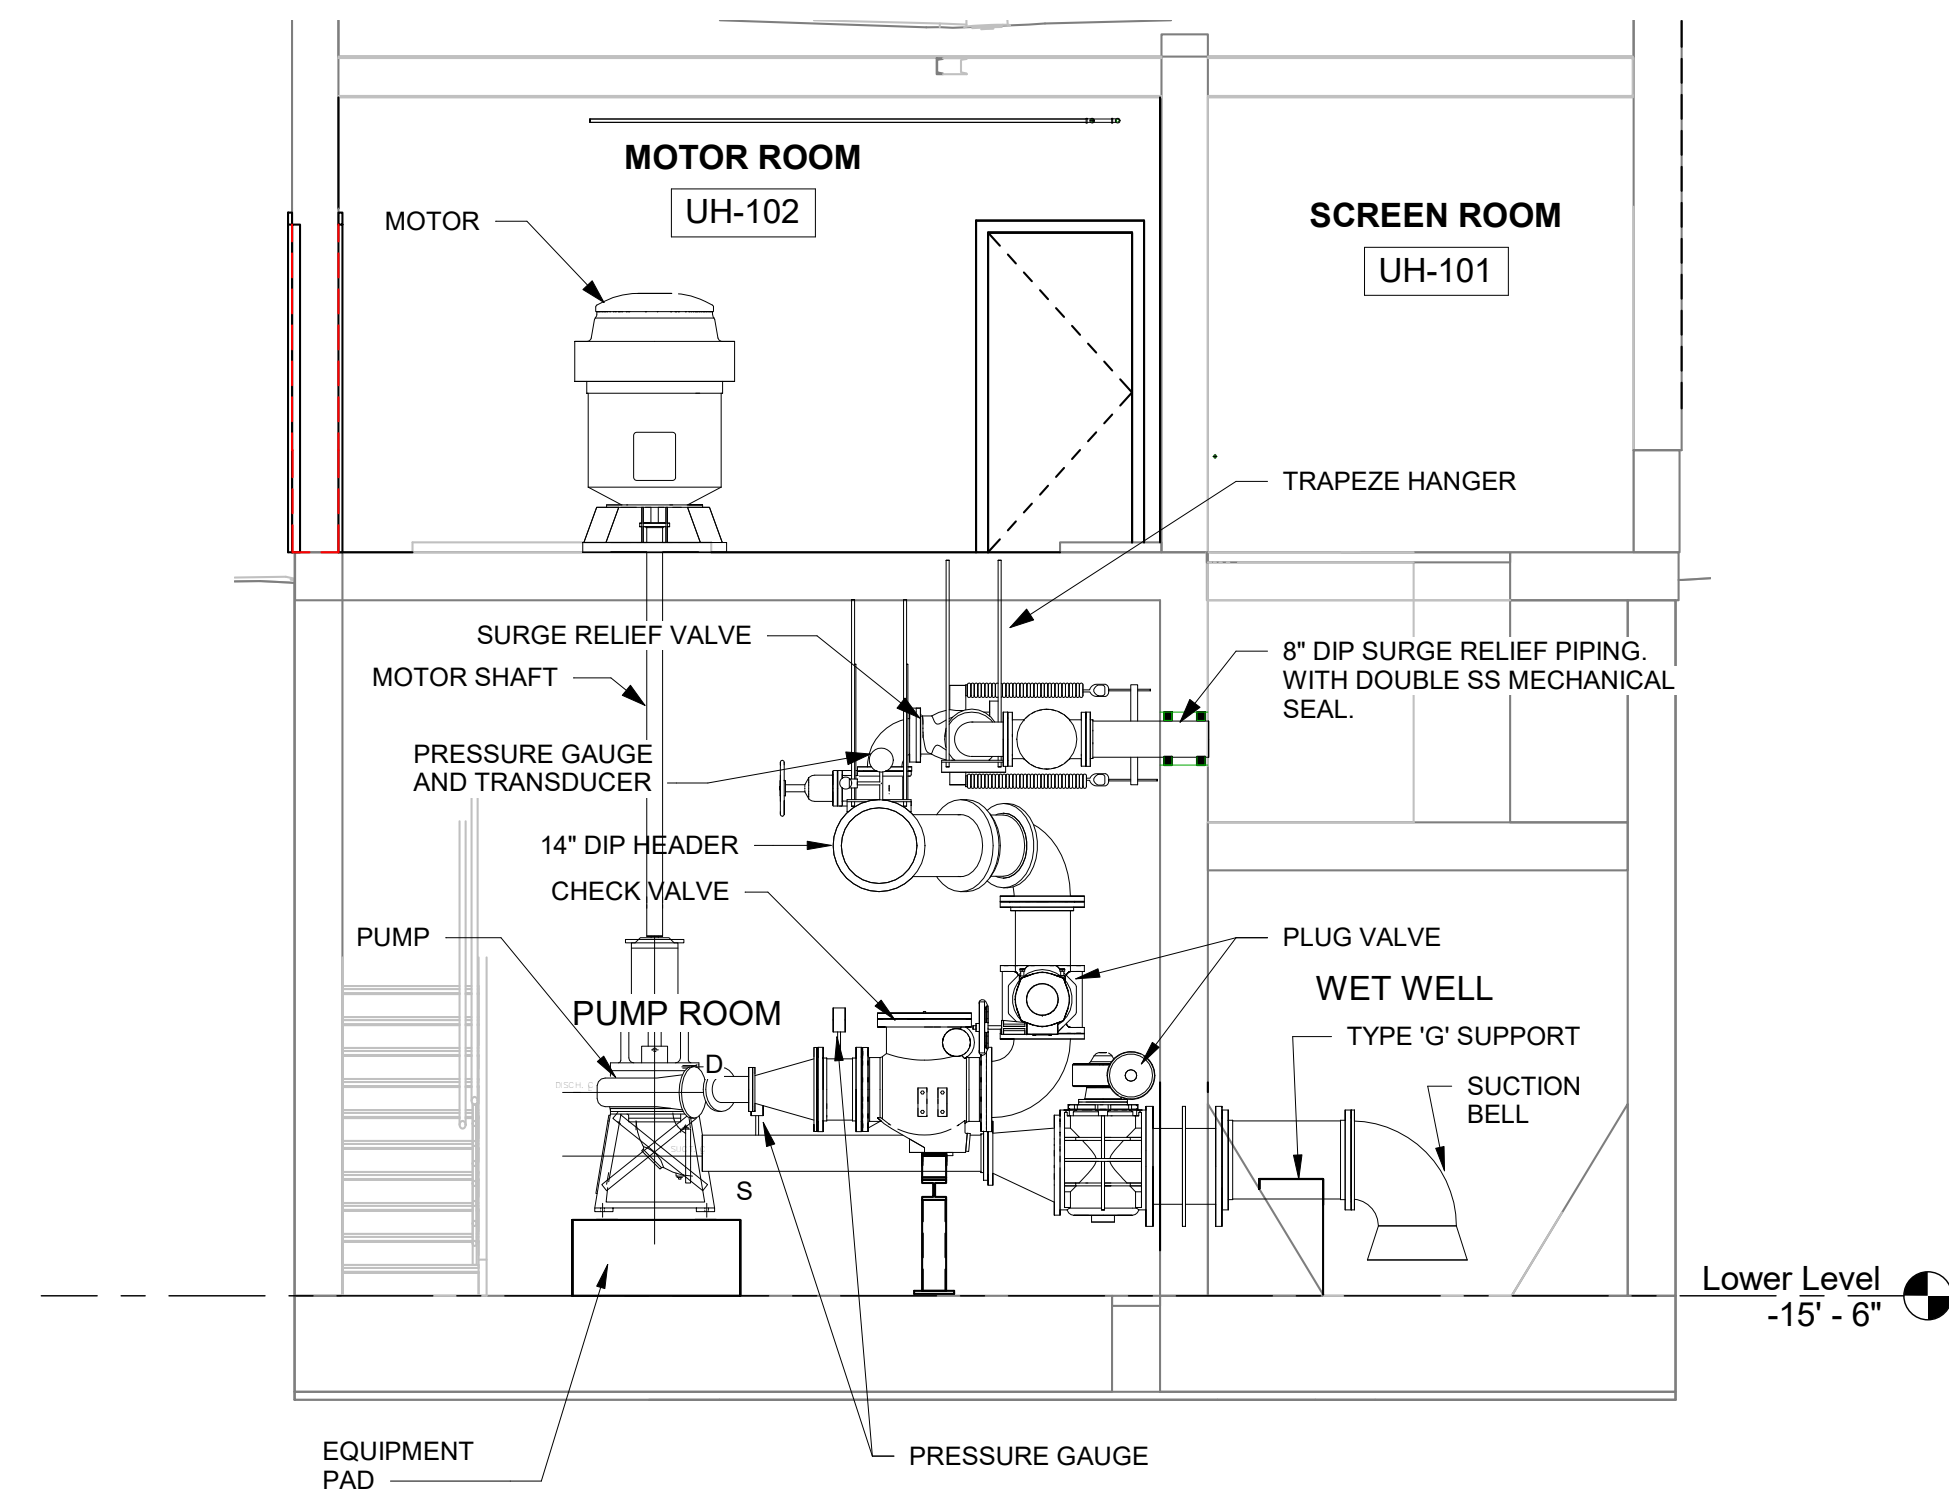 MOTOR ROOM
UH-102
MOTOR
SCREEN ROOM
UH-101
TRAPEZE HANGER
SURGE RELIEF VALVE
MOTOR SHAFT
8" DIP SURGE RELIEF PIPING.
WITH DOUBLE SS MECHANICAL
SEAL.
PRESSURE GAUGE
AND TRANSDUCER
14" DIP HEADER
CHECK VALVE
PUMP
PLUG VALVE
WET WELL
PUMP ROOM
TYPE 'G' SUPPORT
D
DISCH.
SUCTION
BELL
S
Lower Level
-15' - 6"
EQUIPMENT
PAD
PRESSURE GAUGE